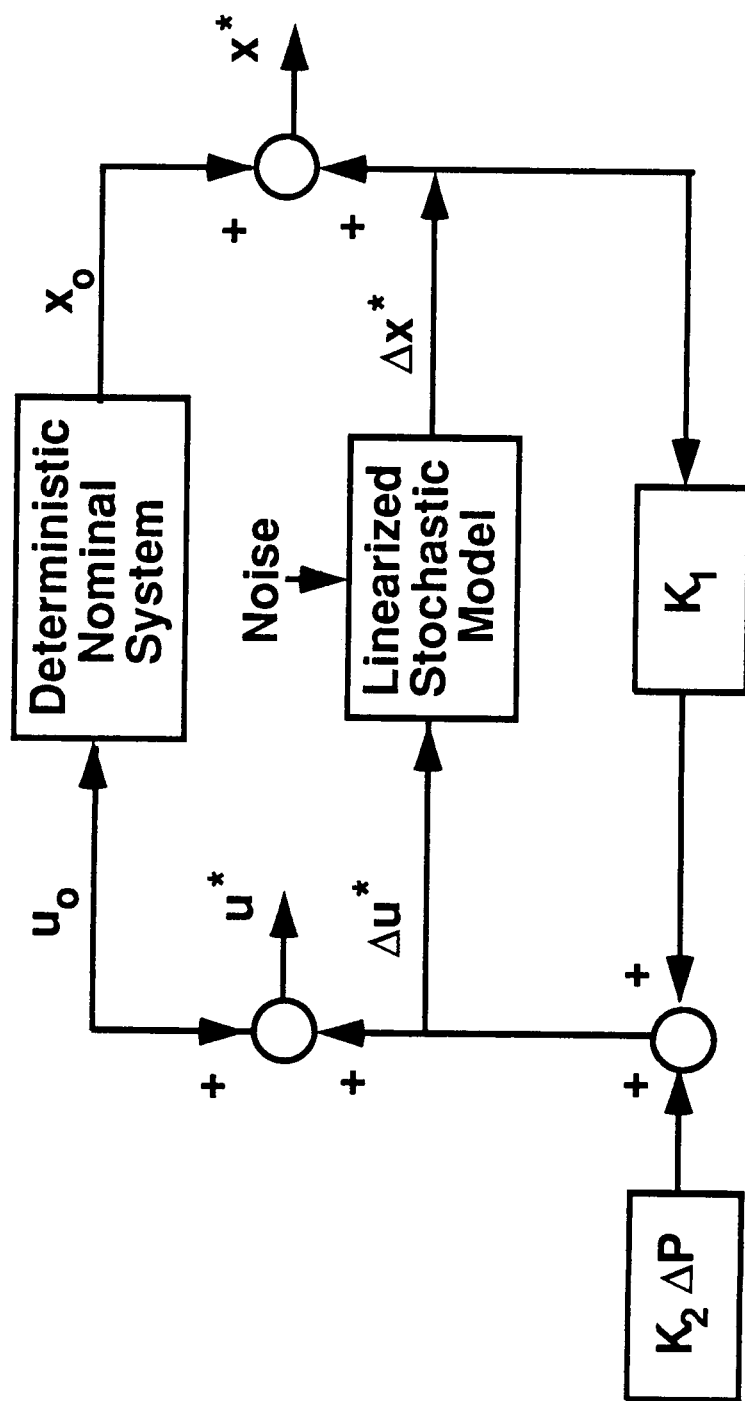 u₀
Deterministic
Nominal
System
x₀
+
+
u*
x*
+
+
Noise
Δu*
Linearized
Stochastic
Model
Δx*
+
+
K₂ ΔP
K₁